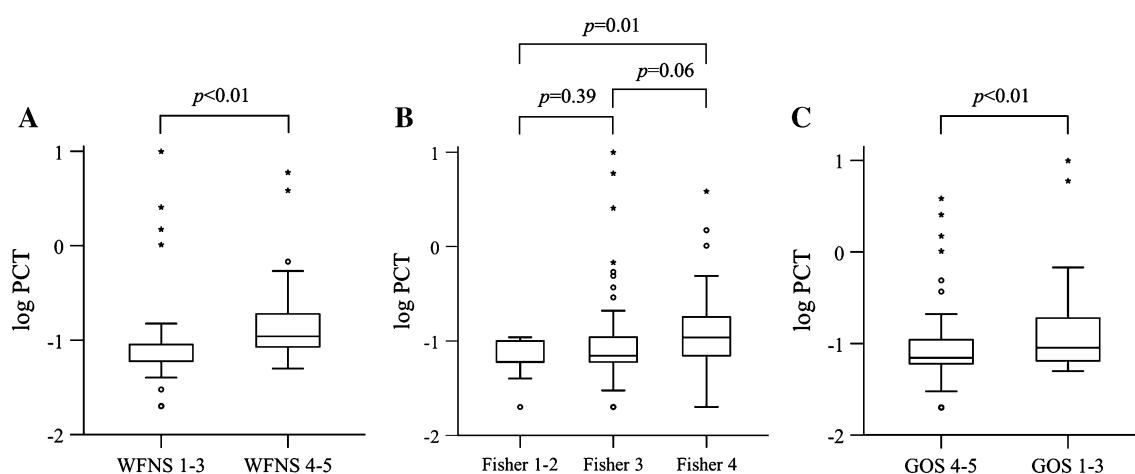 A
p<0.01
log PCT
1
0
-1
-2
WFNS 1-3
WFNS 4-5
B
p=0.01
p=0.06
p=0.39
log PCT
1
0
-1
-2
Fisher 1-2
Fisher 3
Fisher 4
C
p<0.01
log PCT
1
0
-1
-2
GOS 4-5
GOS 1-3